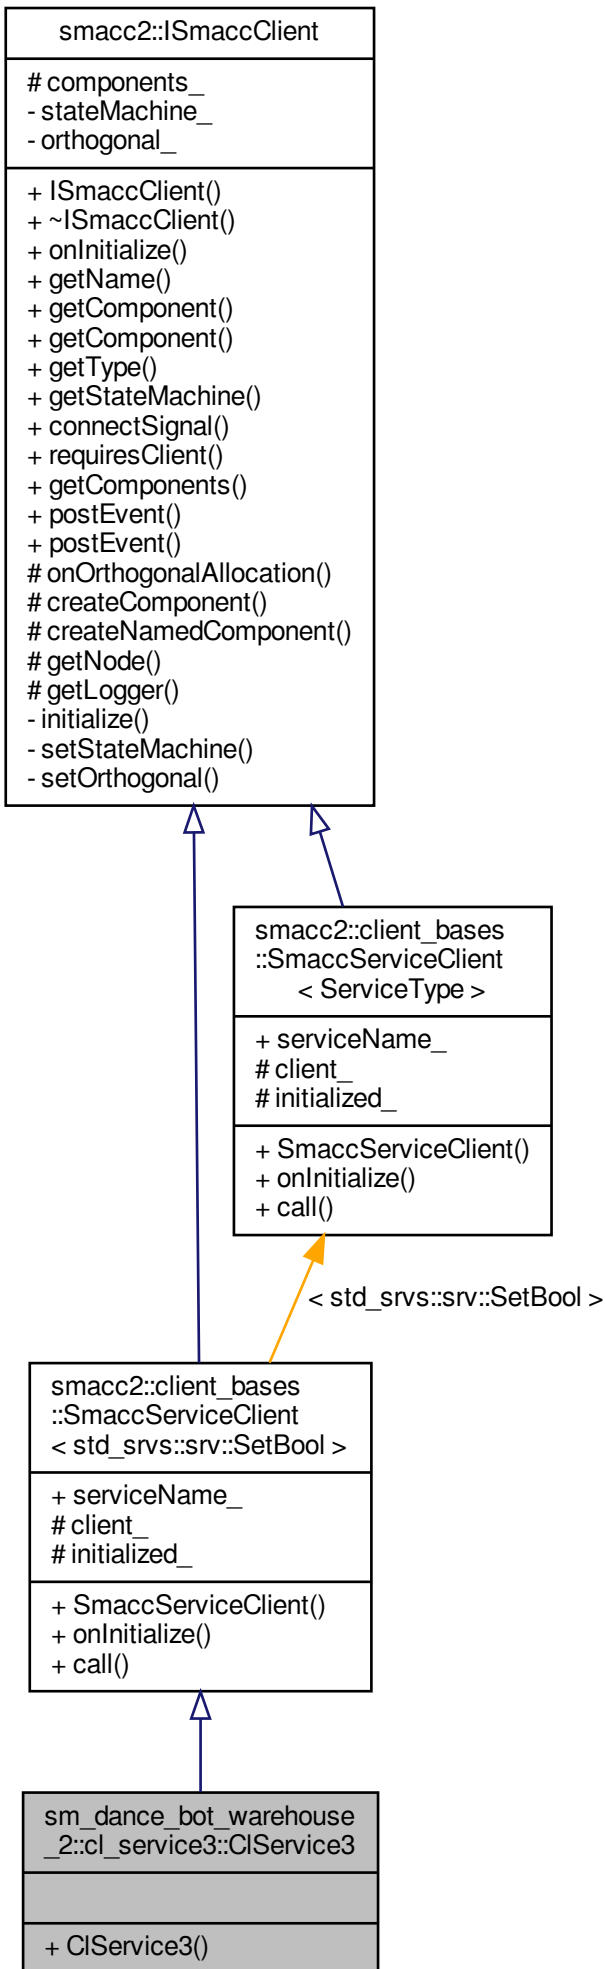 smacc2::ISmaccClient
# components_
- stateMachine_
- orthogonal_
+ ISmaccClient()
+ ~ISmaccClient()
+ onInitialize()
+ getName()
+ getComponent()
+ getComponent()
+ getType()
+ getStateMachine()
+ connectSignal()
+ requiresClient()
+ getComponents()
+ postEvent()
+ postEvent()
# onOrthogonalAllocation()
# createComponent()
# createNamedComponent()
# getNode()
# getLogger()
- initialize()
- setStateMachine()
- setOrthogonal()
smacc2::client_bases
::SmaccServiceClient
< ServiceType >
+ serviceName_
# client_
# initialized_
+ SmaccServiceClient()
+ onInitialize()
+ call()
< std_srvs::srv::SetBool >
smacc2::client_bases
::SmaccServiceClient
< std_srvs::srv::SetBool >
+ serviceName_
# client_
# initialized_
+ SmaccServiceClient()
+ onInitialize()
+ call()
sm_dance_bot_warehouse
_2::cl_service3::ClService3
+ ClService3()